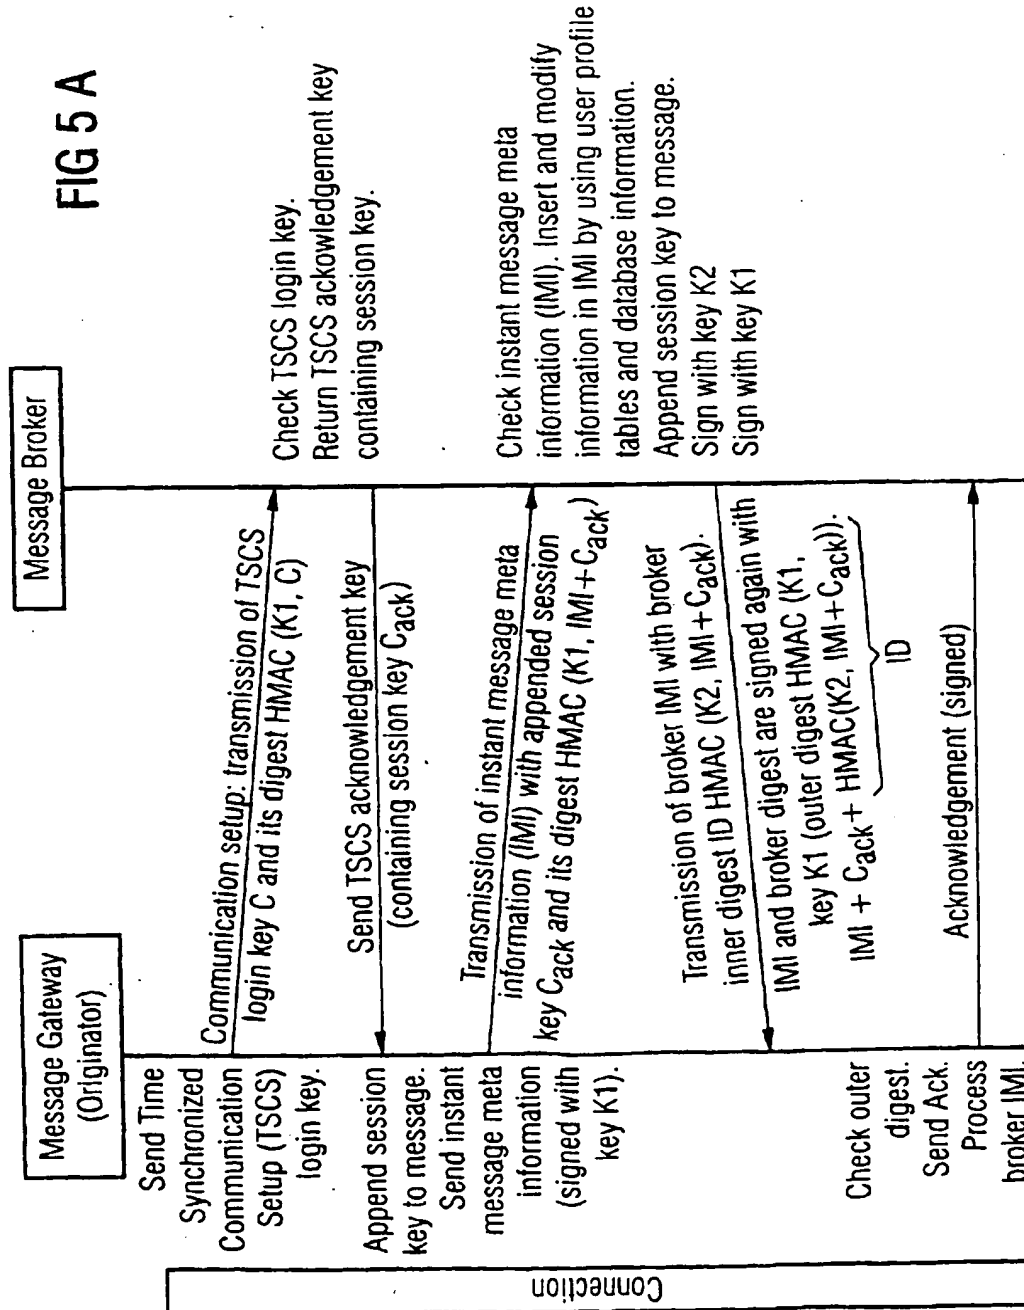 FIG 5 A
Message Gateway
(Originator)
Message Broker
Send Time
Synchronized
Communication
Setup (TSCS)
login key.
Communication setup: transmission of TSCS
login key C and its digest HMAC (K1, C)
Check TSCS login key.
Return TSCS ackowledgement key
containing session key.
Send TSCS acknowledgement key
(containing session key Cack)
Append session
key to message.
Send instant
message meta
information
(signed with
key K1).
Transmission of instant message meta
information (IMI) with appended session
key Cack and its digest HMAC (K1, IMI+Cack)
Check instant message meta
information (IMI). Insert and modify
information in IMI by using user profile
tables and database information.
Append session key to message.
Sign with key K2
Sign with key K1
Transmission of broker IMI with broker
inner digest ID HMAC (K2, IMI+Cack).
IMI and broker digest are signed again with
key K1 (outer digest HMAC (K1,
IMI + Cack + HMAC(K2, IMI+Cack)).
ID
Check outer
digest.
Send Ack.
Process
broker IMI.
Acknowledgement (signed)
Connection